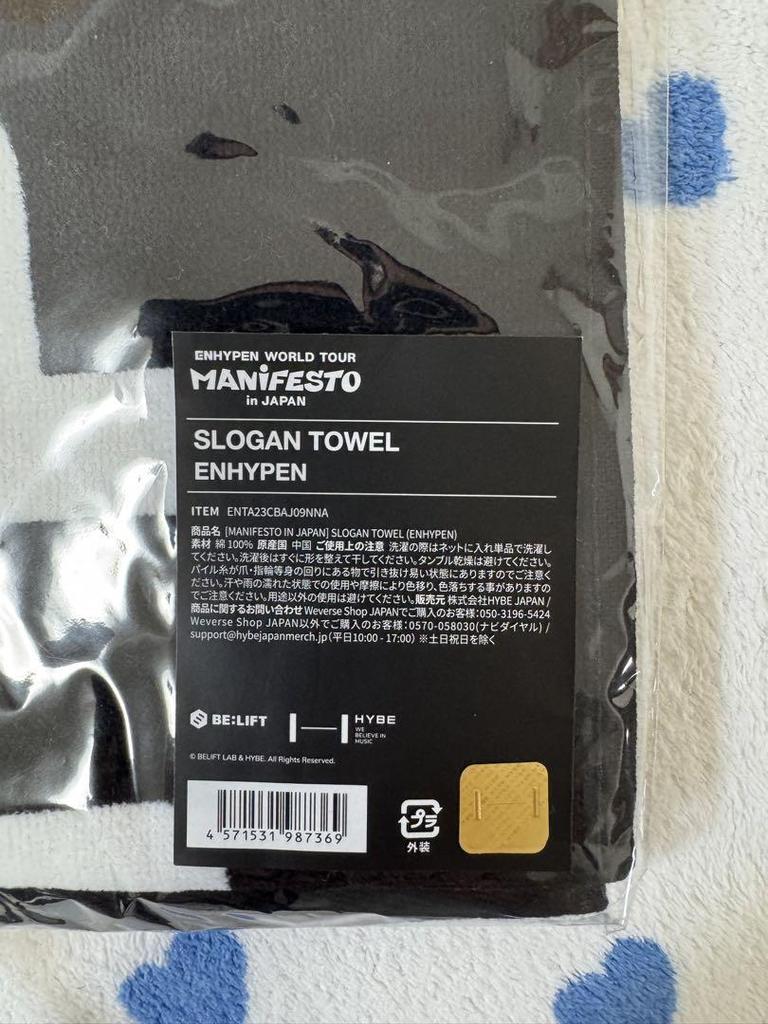 ENHYPEN WORLD TOUR
MANiFESTO
in JAPAN
SLOGAN TOWEL
ENHYPEN
ITEM ENTA23CBAJ09NNA
商品名 [MANIFESTO IN JAPAN] SLOGAN TOWEL (ENHYPEN)
素材 綿 100% 原産国 中国 ご使用上の注意 洗濯の際はネットに入れ単品で洗濯し
てください。洗濯後はすぐに形を整えて干してください。タンブル乾燥は避けてください。
パイル糸が爪・指輪等身の回りにある物で引き抜け易い状態にありますのでご注意くださ
い。汗や雨の濡れた状態での使用や摩擦により色移り、色落ちする事があります
のでご注意ください。用途以外の使用は避けてください。販売元 株式会社HYBE JAPAN /
商品に関するお問い合わせ Weverse Shop JAPANでご購入のお客様：050-3196-5424
Weverse Shop JAPAN以外でご購入のお客様：0570-058030(ナビダイヤル) /
support@hybejapanmerch.jp (平日10:00 - 17:00) ※土日祝日を除く
BE:LIFT
HYBE
WE
BELIEVE IN
MUSIC
© BELIFT LAB & HYBE. All Rights Reserved.
4 571531 987369
プラ
外装